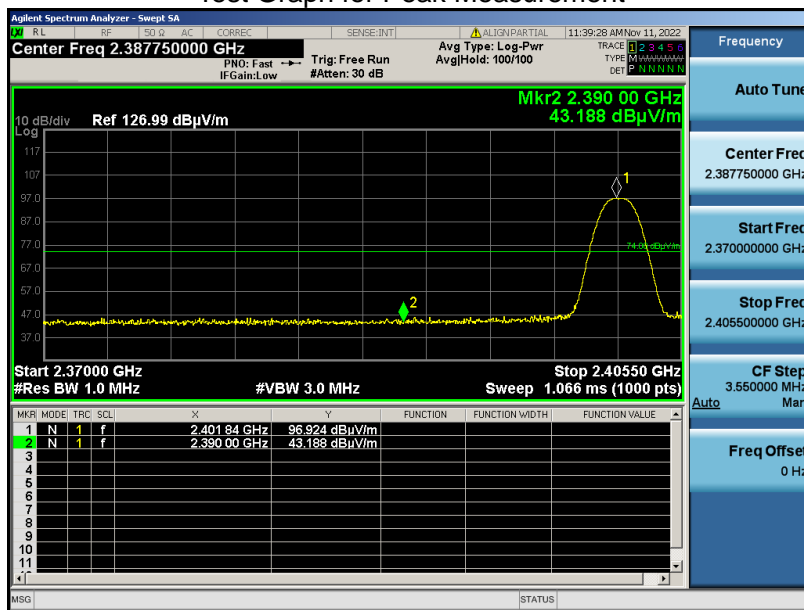 Test Graph for Peak Measurement
Agilent Spectrum Analyzer - Swept SA
LXI RL RF 50 Ω AC CORREC SENSE:INT ALIGN PARTIAL 11:39:28 AM Nov 11, 2022
Center Freq 2.387750000 GHz
PNO: Fast Trig: Free Run Avg Type: Log-Pwr TRACE 1 2 3 4 5 6
IFGain:Low #Atten: 30 dB Avg|Hold: 100/100 TYPE M WWWWW
DET P N N N N N
Mkr2 2.390 00 GHz
10 dB/div Ref 126.99 dBµV/m 43.188 dBµV/m
Log
117
107
97.0
87.0
77.0
67.0
57.0
47.0
37.0
1
74.00 dBµV/m
2
Start 2.37000 GHz Stop 2.40550 GHz
#Res BW 1.0 MHz #VBW 3.0 MHz Sweep 1.066 ms (1000 pts)
MKR MODE TRC SCL X Y FUNCTION FUNCTION WIDTH FUNCTION VALUE
1 N 1 f 2.401 84 GHz 96.924 dBµV/m
2 N 1 f 2.390 00 GHz 43.188 dBµV/m
3
4
5
6
7
8
9
10
11
MSG STATUS
Frequency
Auto Tune
Center Freq
2.387750000 GHz
Start Freq
2.370000000 GHz
Stop Freq
2.405500000 GHz
CF Step
3.550000 MHz
Auto Man
Freq Offset
0 Hz